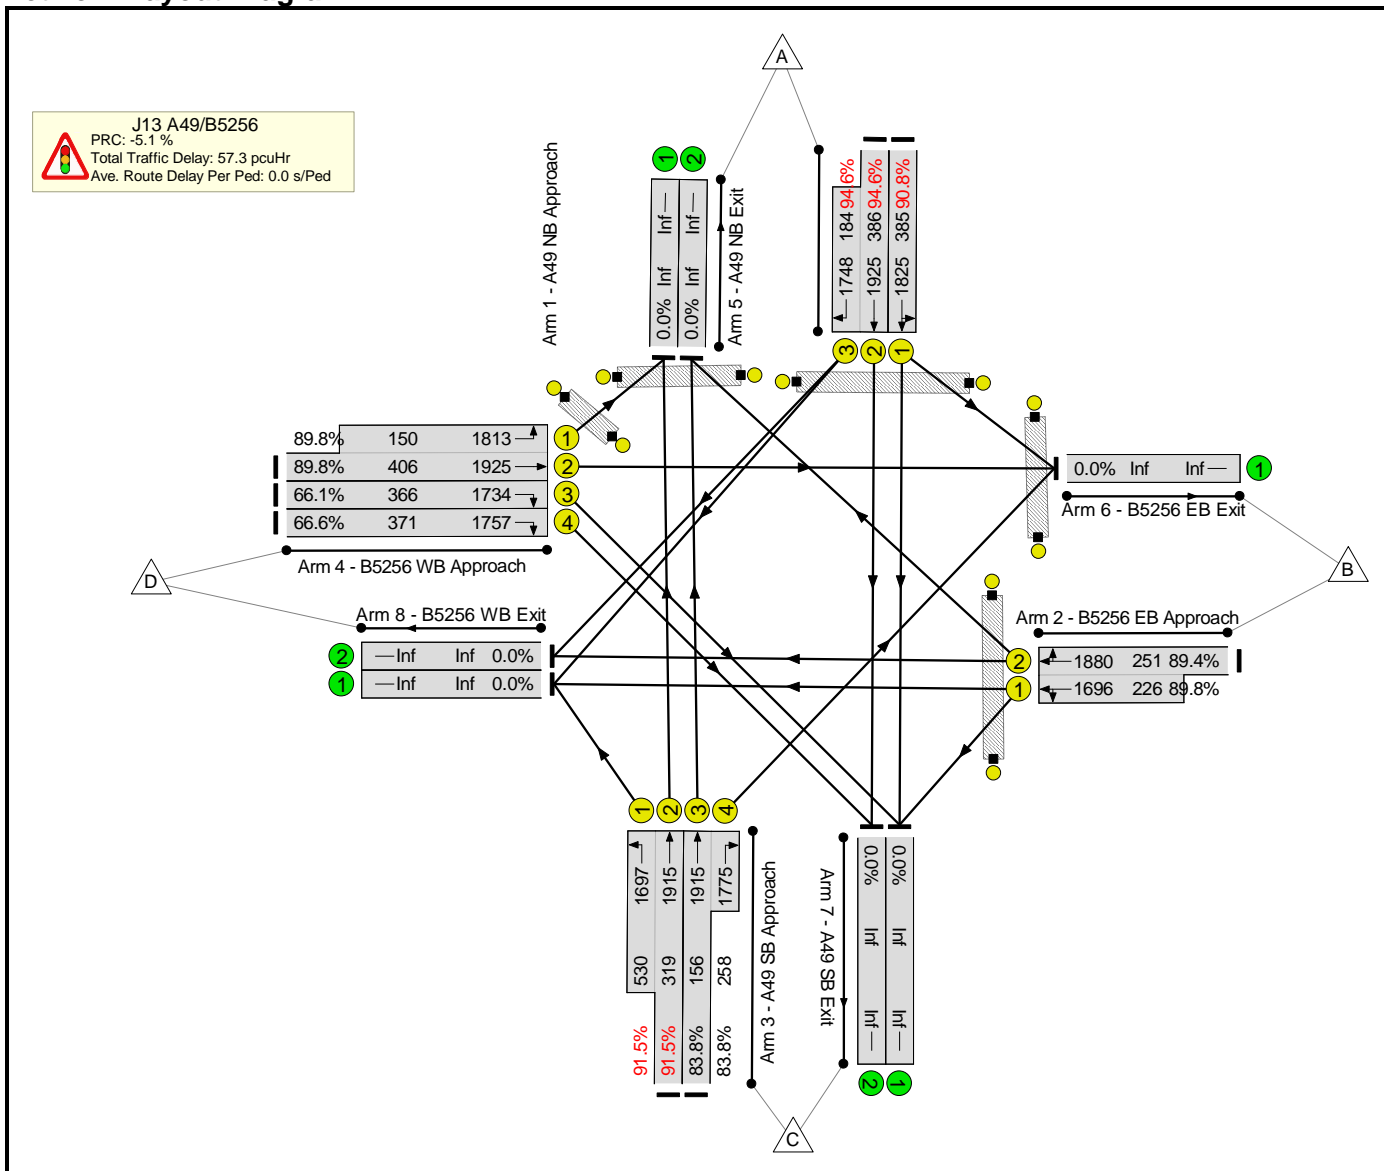 J13 A49/B5256
PRC: -5.1 %
Total Traffic Delay: 57.3 pcuHr
Ave. Route Delay Per Ped: 0.0 s/Ped
A
Arm 1 - A49 NB Approach
1 2
0.0% Inf Inf
0.0% Inf Inf
Arm 5 - A49 NB Exit
1748 184 94.6%
1925 386 94.6%
1825 385 90.8%
3 2 1
89.8% 150 1813 1
89.8% 406 1925 2
66.1% 366 1734 3
66.6% 371 1757 4
Arm 4 - B5256 WB Approach
D
0.0% Inf Inf 1
Arm 6 - B5256 EB Exit
B
Arm 8 - B5256 WB Exit
2 Inf Inf 0.0%
1 Inf Inf 0.0%
Arm 2 - B5256 EB Approach
2 1880 251 89.4%
1 1696 226 89.8%
1 2 3 4
91.5% 530 1697
91.5% 319 1915
83.8% 156 1915
83.8% 258 1775
Arm 3 - A49 SB Approach
Arm 7 - A49 SB Exit
0.0% Inf Inf
0.0% Inf Inf
2 1
C